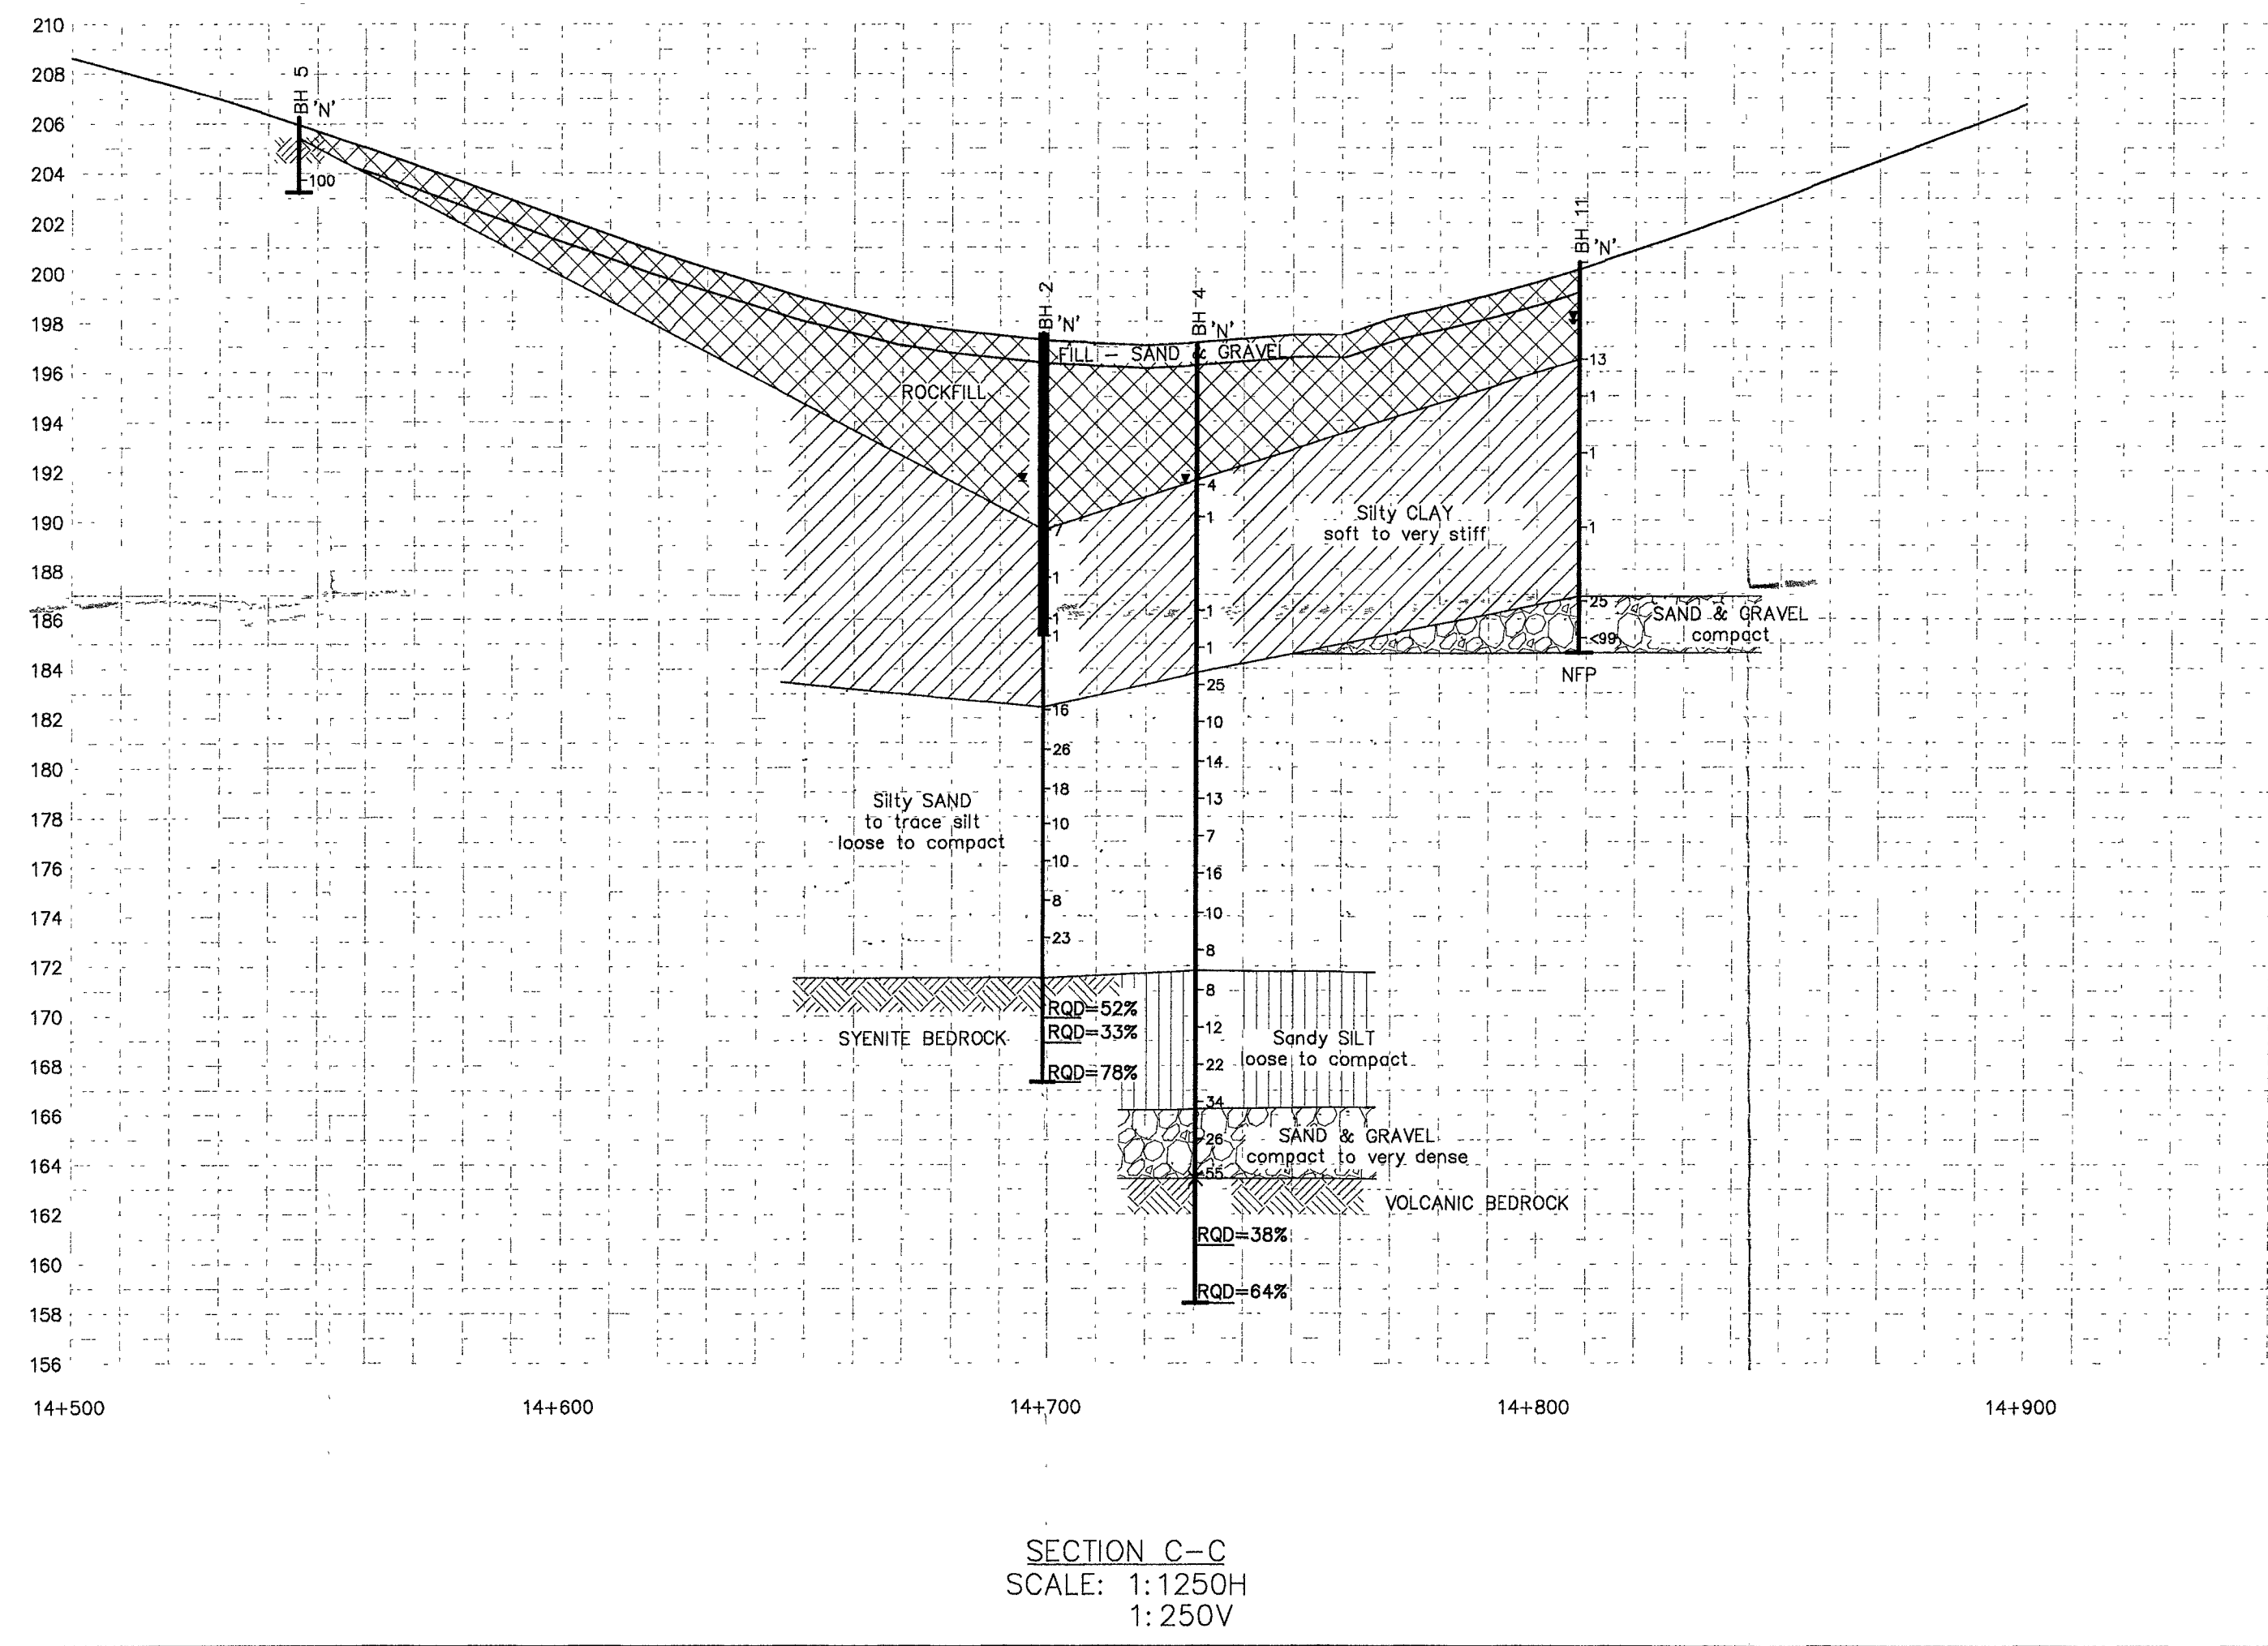 210
208
206
204
202
200
198
196
194
192
190
188
186
184
182
180
178
176
174
172
170
168
166
164
162
160
158
156
14+500
14+600
14+700
14+800
14+900
BH 5
'N'
100
BH 2
'N'
7
1
1
1
16
26
18
10
10
8
23
RQD=52%
RQD=33%
RQD=78%
BH 4
'N'
4
1
1
1
25
10
14
13
7
16
10
8
8
12
22
34
26
55
RQD=38%
RQD=64%
BH 11
'N'
13
1
1
1
25
<99
NFP
FILL - SAND & GRAVEL
ROCKFILL
Silty CLAY
soft to very stiff
SAND & GRAVEL
compact
Silty SAND
to trace silt
loose to compact
SYENITE BEDROCK
Sandy SILT
loose to compact
SAND & GRAVEL
compact to very dense
VOLCANIC BEDROCK
SECTION C-C
SCALE: 1:1250H
1:250V